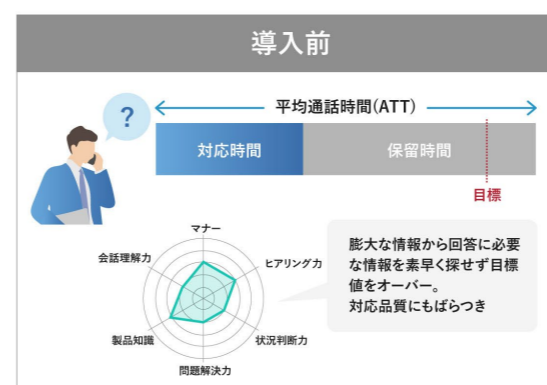 導入前
?
平均通話時間(ATT)
対応時間
保留時間
目標
マナー
会話理解力
ヒアリング力
製品知識
状況判断力
問題解決力
膨大な情報から回答に必要
な情報を素早く探せず目標
値をオーバー。
対応品質にもばらつき